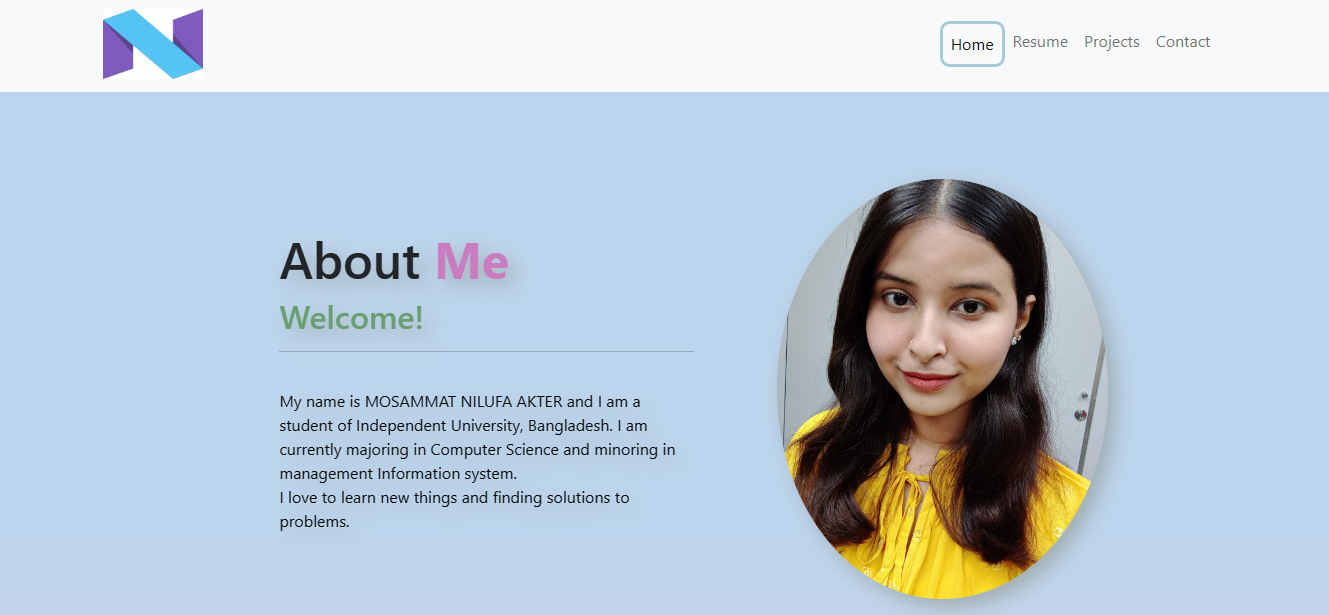 Home Resume Projects Contact
About Me
Welcome!
My name is MOSAMMAT NILUFA AKTER and I am a
student of Independent University, Bangladesh. I am
currently majoring in Computer Science and minoring in
management Information system.
I love to learn new things and finding solutions to
problems.